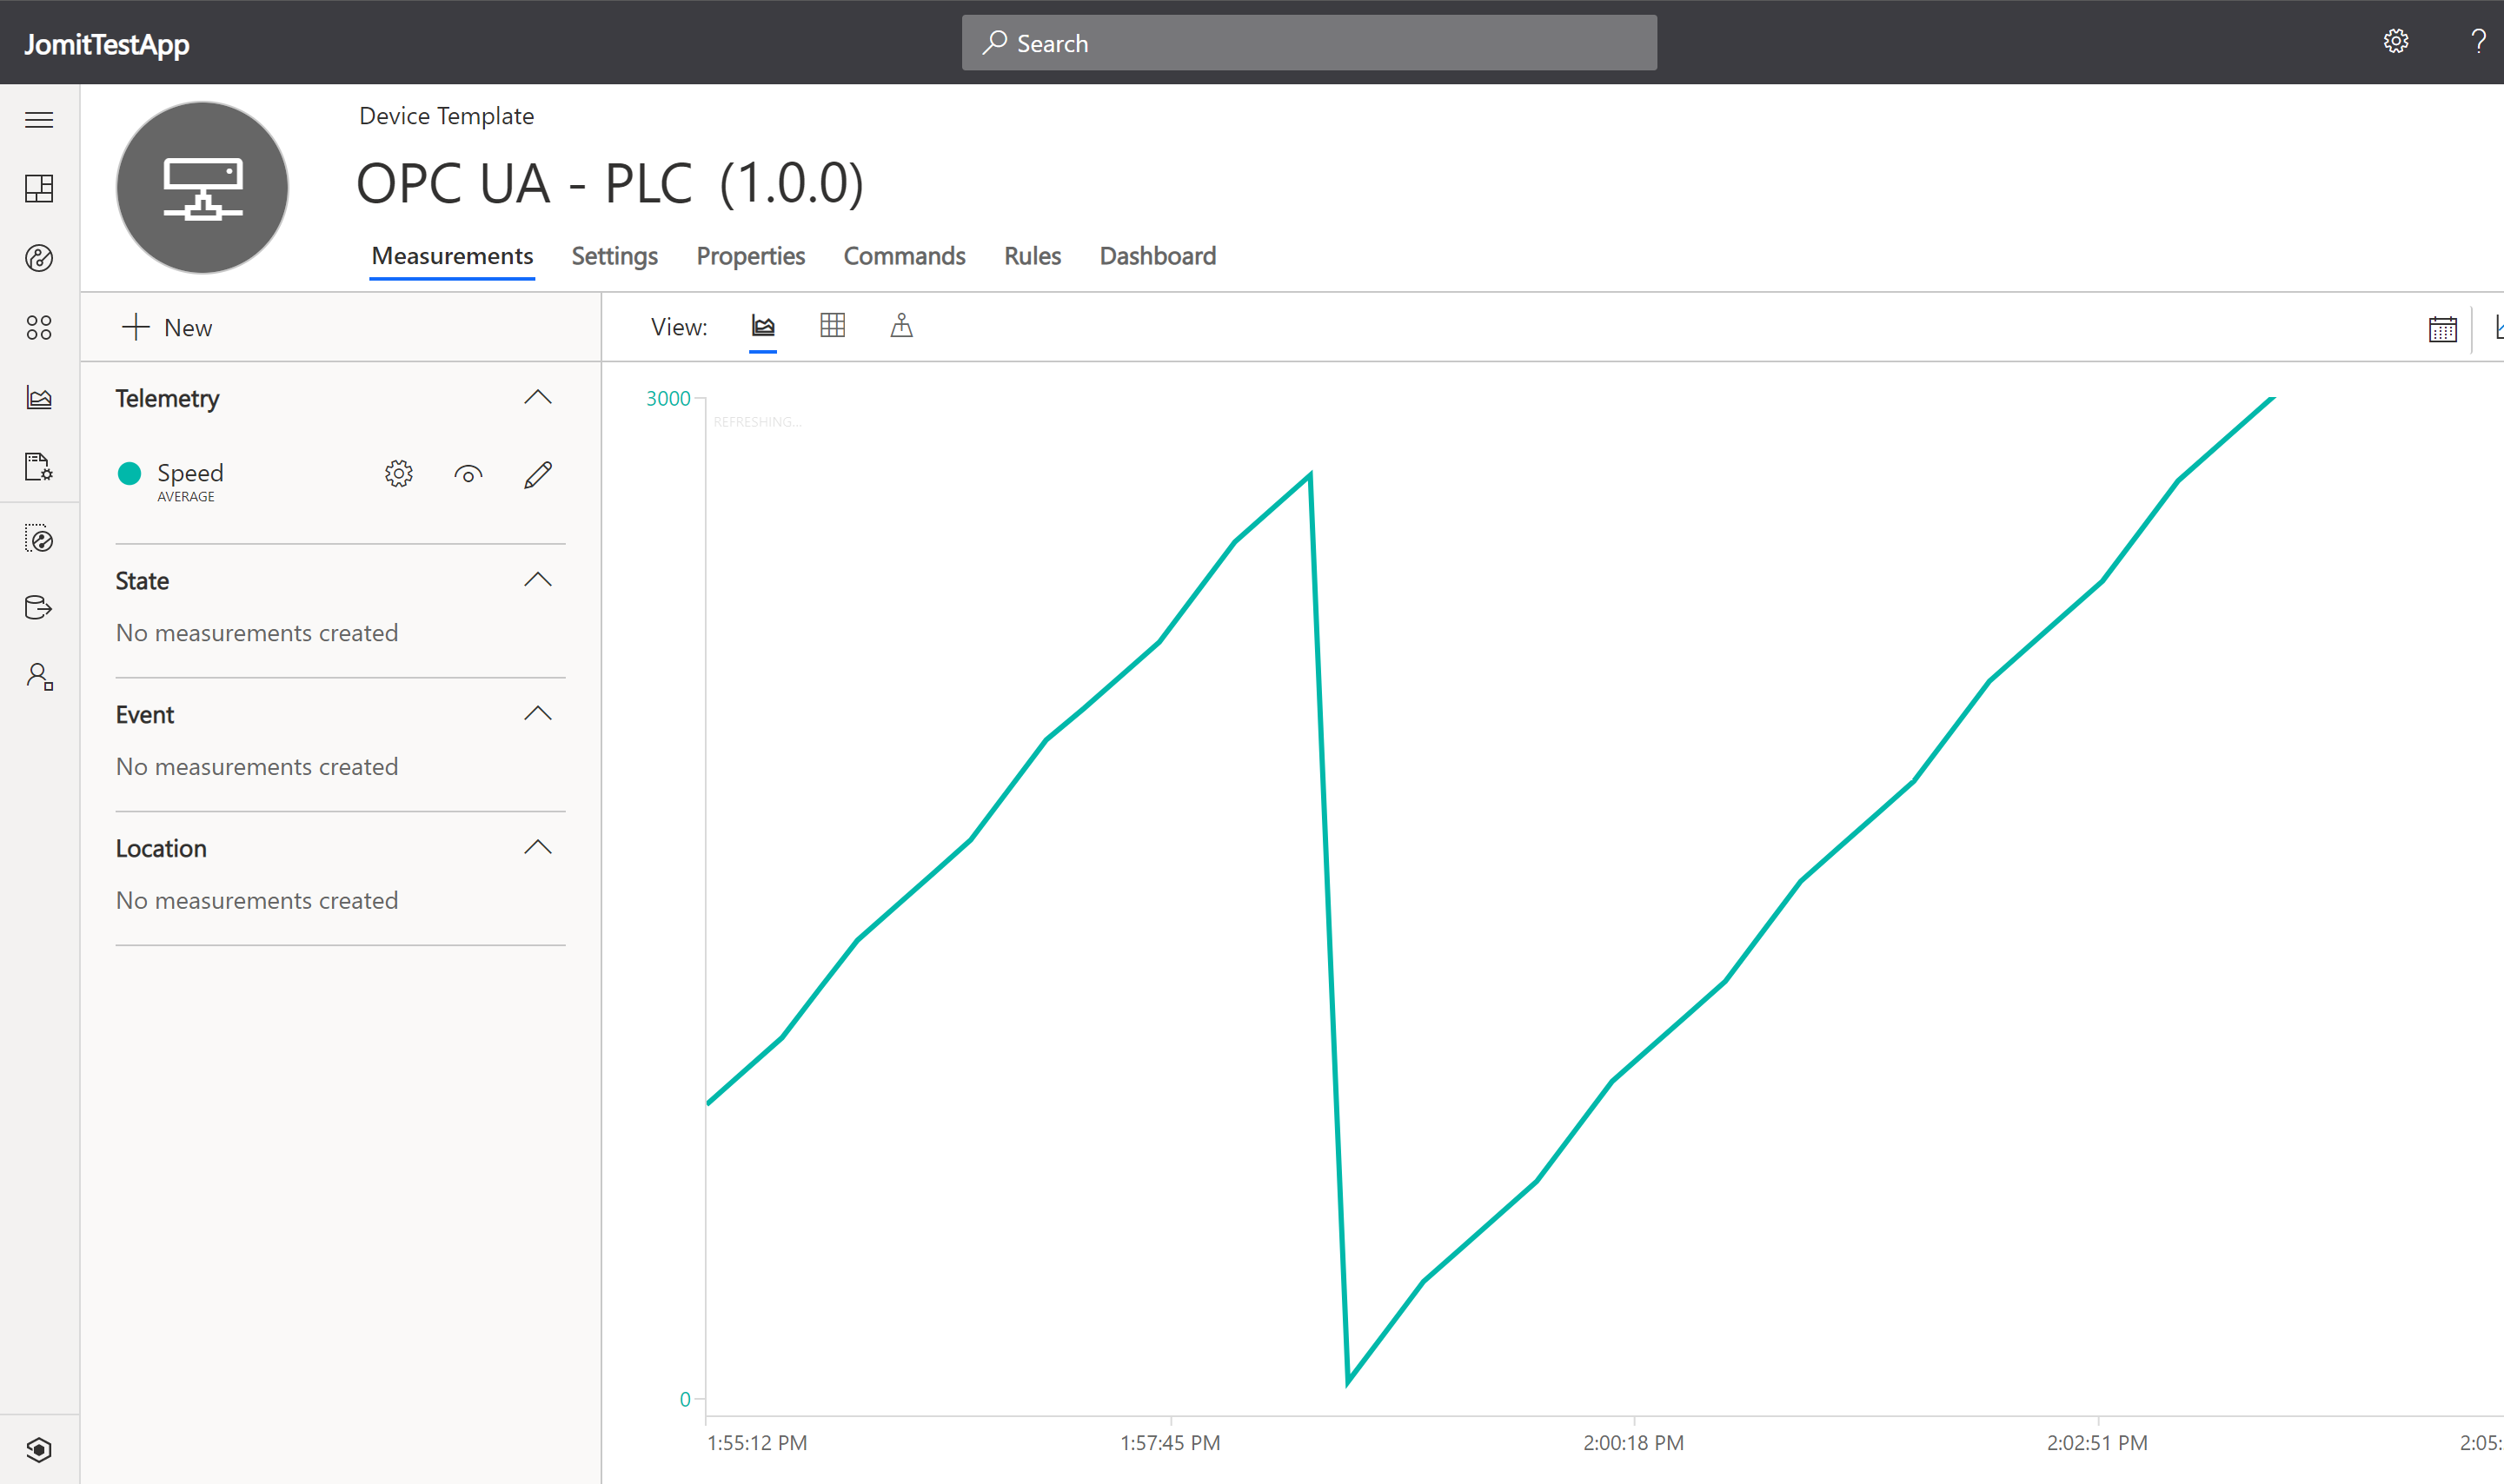 JomitTestApp
Search
?
Device Template
OPC UA - PLC (1.0.0)
Measurements Settings Properties Commands Rules Dashboard
New
View:
Telemetry
Speed
AVERAGE
State
No measurements created
Event
No measurements created
Location
No measurements created
3000
REFRESHING...
0
1:55:12 PM 1:57:45 PM 2:00:18 PM 2:02:51 PM 2:05: